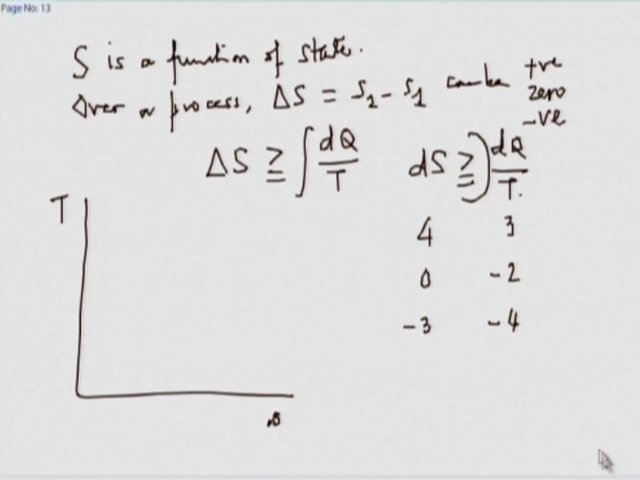 Page No: 13
S is a function of state.
Over a process, ΔS = S₂ - S₁ can be +ve
zero
-ve
ΔS ≥ ∫ dQ/T    dS ≥ dQ/T.
4    3
0    -2
-3    -4
T
s